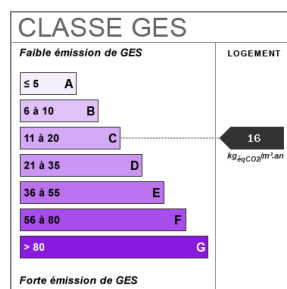 CLASSE GES
Faible émission de GES
LOGEMENT
≤ 5 A
6 à 10 B
11 à 20 C
16
kgéqCO2/m².an
21 à 35 D
36 à 55 E
56 à 80 F
> 80 G
Forte émission de GES